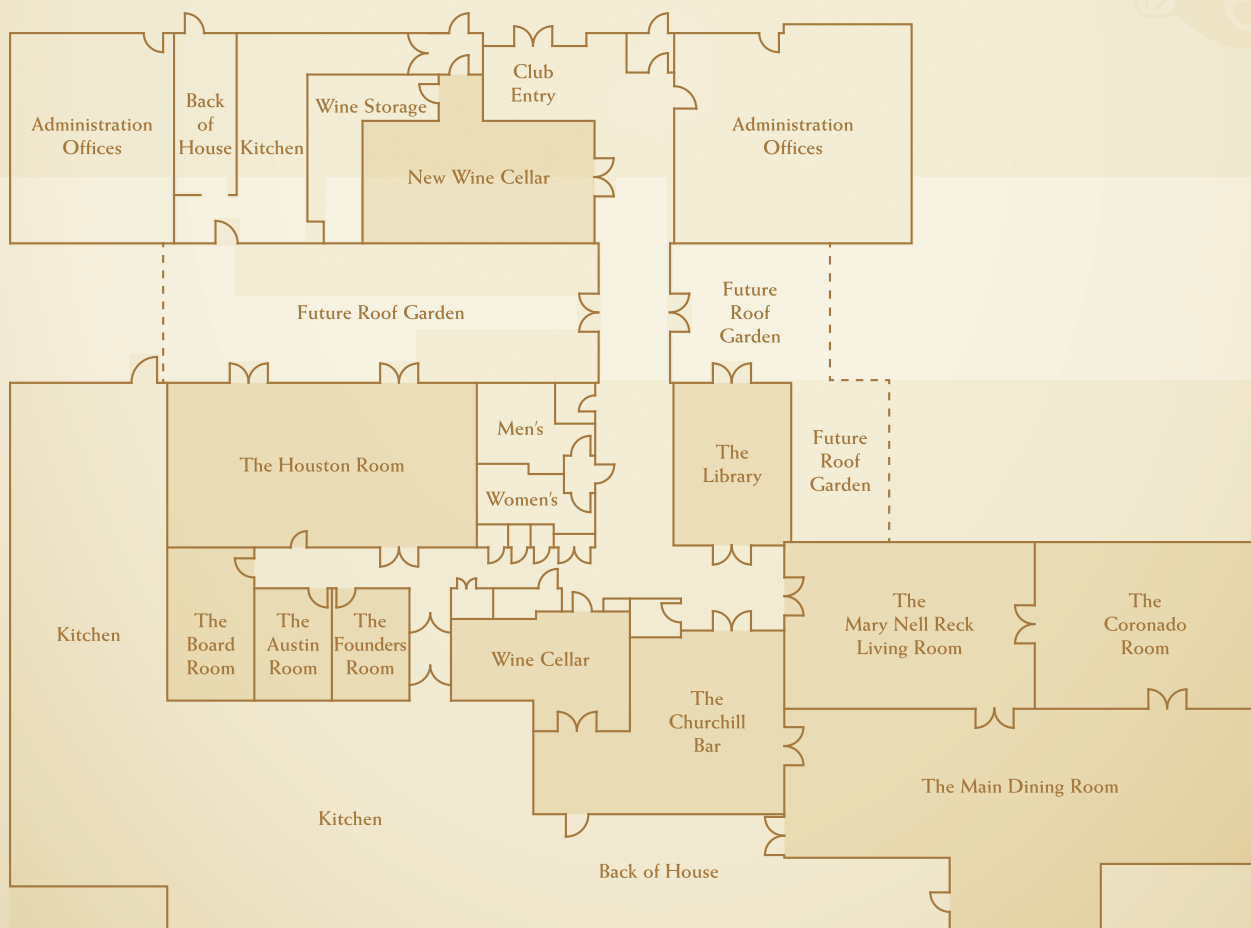 Administration
Offices
Back
of
House
Kitchen
Wine Storage
Club
Entry
New Wine Cellar
Administration
Offices
Future Roof Garden
Future
Roof
Garden
The Houston Room
Men's
Women's
The
Library
Future
Roof
Garden
Kitchen
The
Board
Room
The
Austin
Room
The
Founders
Room
Wine Cellar
The
Churchill
Bar
The
Mary Nell Reck
Living Room
The
Coronado
Room
The Main Dining Room
Kitchen
Back of House